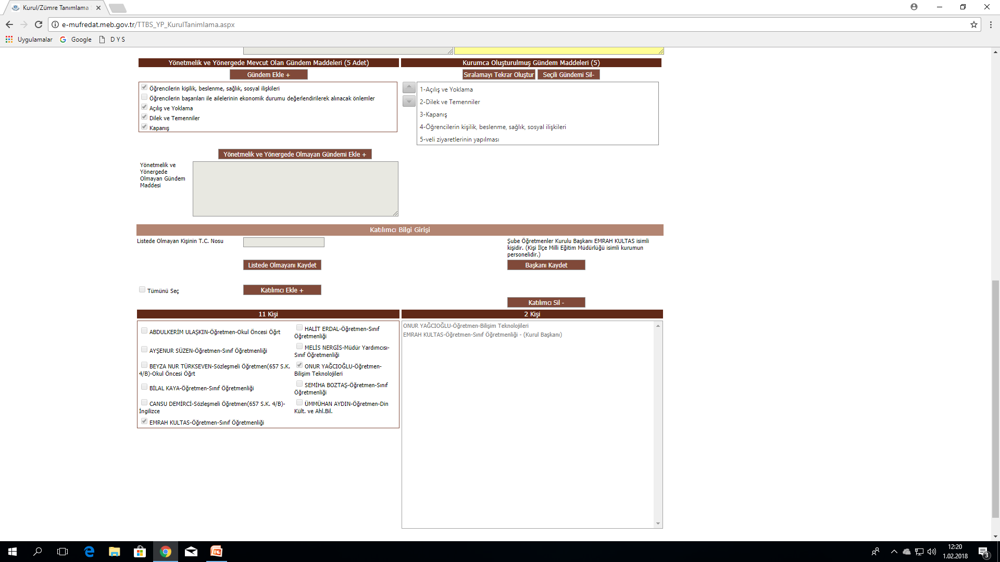 Kurul/Zümre Tanımlama
e-mufredat.meb.gov.tr/TTBS_YP_KurulTanimlama.aspx
Uygulamalar Google D Y S
Yönetmelik ve Yönergede Mevcut Olan Gündem Maddeleri (5 Adet)
Kurumca Oluşturulmuş Gündem Maddeleri (5)
Gündem Ekle +
Sıralamayı Tekrar Oluştur Seçili Gündemi Sil-
Öğrencilerin kişilik, beslenme, sağlık, sosyal ilişkileri
Öğrencilerin başarıları ile ailelerinin ekonomik durumu değerlendirilerek alınacak önlemler
Açılış ve Yoklama
Dilek ve Temenniler
Kapanış
1-Açılış ve Yoklama
2-Dilek ve Temenniler
3-Kapanış
4-Öğrencilerin kişilik, beslenme, sağlık, sosyal ilişkileri
5-veli ziyaretlerinin yapılması
Yönetmelik ve Yönergede Olmayan Gündemi Ekle +
Yönetmelik ve
Yönergede
Olmayan Gündem
Maddesi
Katılımcı Bilgi Girişi
Listede Olmayan Kişinin T.C. Nosu
Şube Öğretmenler Kurulu Başkanı EMRAH KULTAS isimli
kişidir. (Kişi İlçe Milli Eğitim Müdürlüğü isimli kurumun
personelidir.)
Listede Olmayanı Kaydet
Başkanı Kaydet
Tümünü Seç
Katılımcı Ekle +
Katılımcı Sil -
11 Kişi
2 Kişi
ABDULKERİM ULAŞKIN-Öğretmen-Okul Öncesi Öğrt
AYŞENUR SÜZEN-Öğretmen-Sınıf Öğretmenliği
BEYZA NUR TÜRKSEVEN-Sözleşmeli Öğretmen(657 S.K.
4/B)-Okul Öncesi Öğrt
BİLAL KAYA-Öğretmen-Sınıf Öğretmenliği
CANSU DEMİRCİ-Sözleşmeli Öğretmen(657 S.K. 4/B)-
İngilizce
EMRAH KULTAS-Öğretmen-Sınıf Öğretmenliği
HALİT ERDAL-Öğretmen-Sınıf
Öğretmenliği
MELİS NERGİS-Müdür Yardımcısı-
Sınıf Öğretmenliği
ONUR YAĞCIOĞLU-Öğretmen-
Bilişim Teknolojileri
SEMİHA BOZTAŞ-Öğretmen-Sınıf
Öğretmenliği
ÜMMÜHAN AYDIN-Öğretmen-Din
Kült. ve Ahl.Bil.
ONUR YAĞCIOĞLU-Öğretmen-Bilişim Teknolojileri
EMRAH KULTAS-Öğretmen-Sınıf Öğretmenliği - (Kurul Başkanı)
12:20
1.02.2018
3